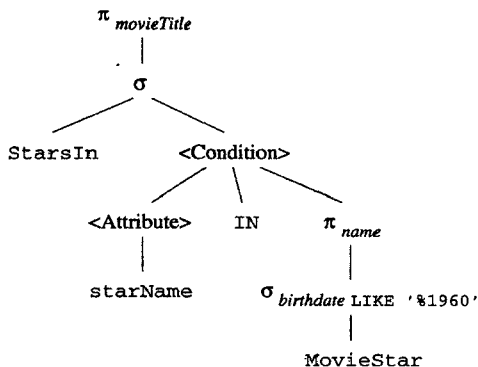 π movieTitle
σ
StarsIn <Condition>
<Attribute> IN π name
starName σ birthdate LIKE '%1960'
MovieStar